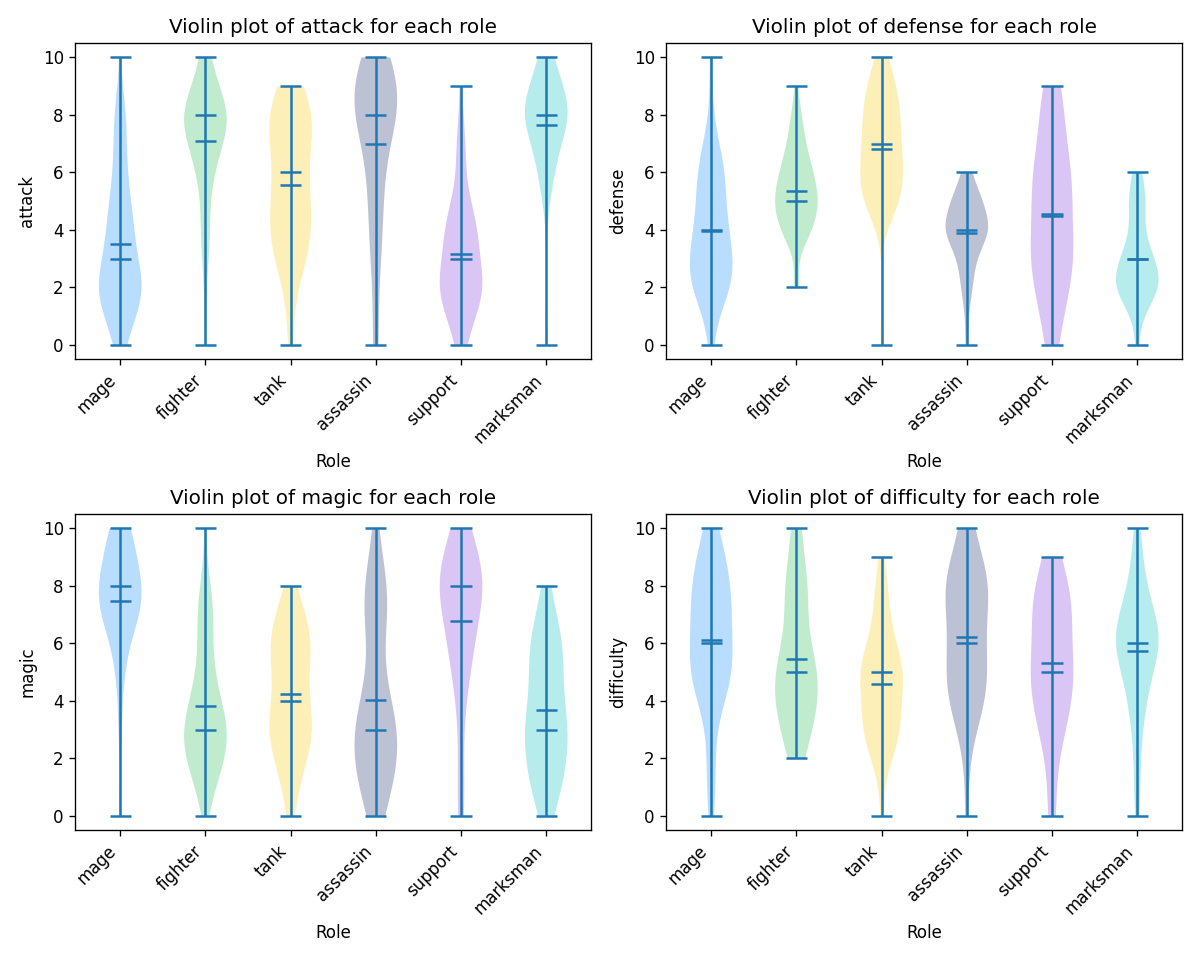 Violin plot of attack for each role
attack
10
8
6
4
2
0
mage
fighter
tank
assassin
support
marksman
Role
Violin plot of defense for each role
defense
10
8
6
4
2
0
mage
fighter
tank
assassin
support
marksman
Role
Violin plot of magic for each role
magic
10
8
6
4
2
0
mage
fighter
tank
assassin
support
marksman
Role
Violin plot of difficulty for each role
difficulty
10
8
6
4
2
0
mage
fighter
tank
assassin
support
marksman
Role